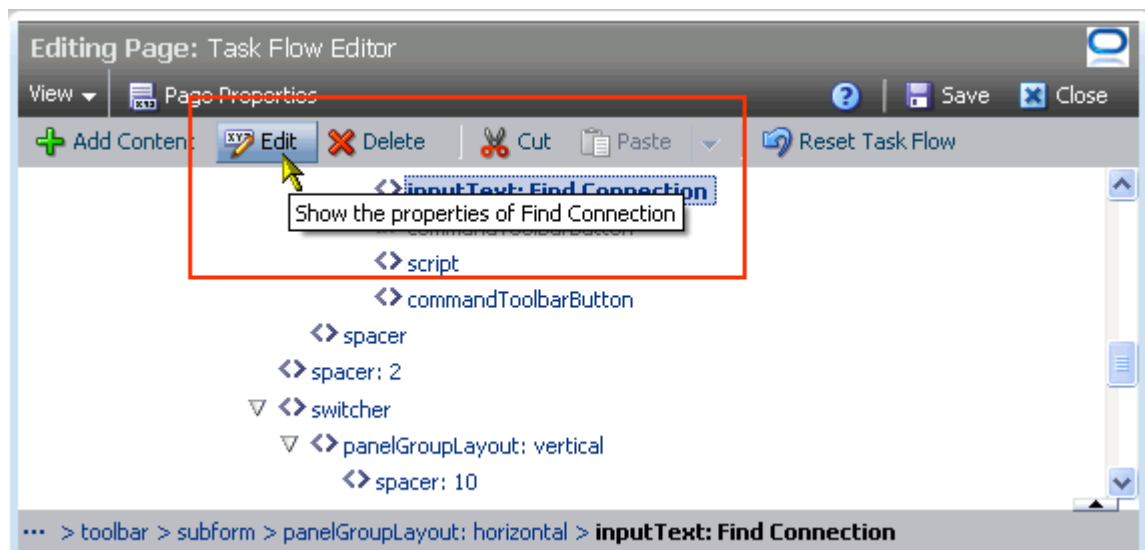 Editing Page: Task Flow Editor
View Page Properties Save Close
Add Content Edit Delete Cut Paste Reset Task Flow
inputText: Find Connection
Show the properties of Find Connection
commandToolbarButton
script
commandToolbarButton
spacer
spacer: 2
switcher
panelGroupLayout: vertical
spacer: 10
... > toolbar > subform > panelGroupLayout: horizontal > inputText: Find Connection